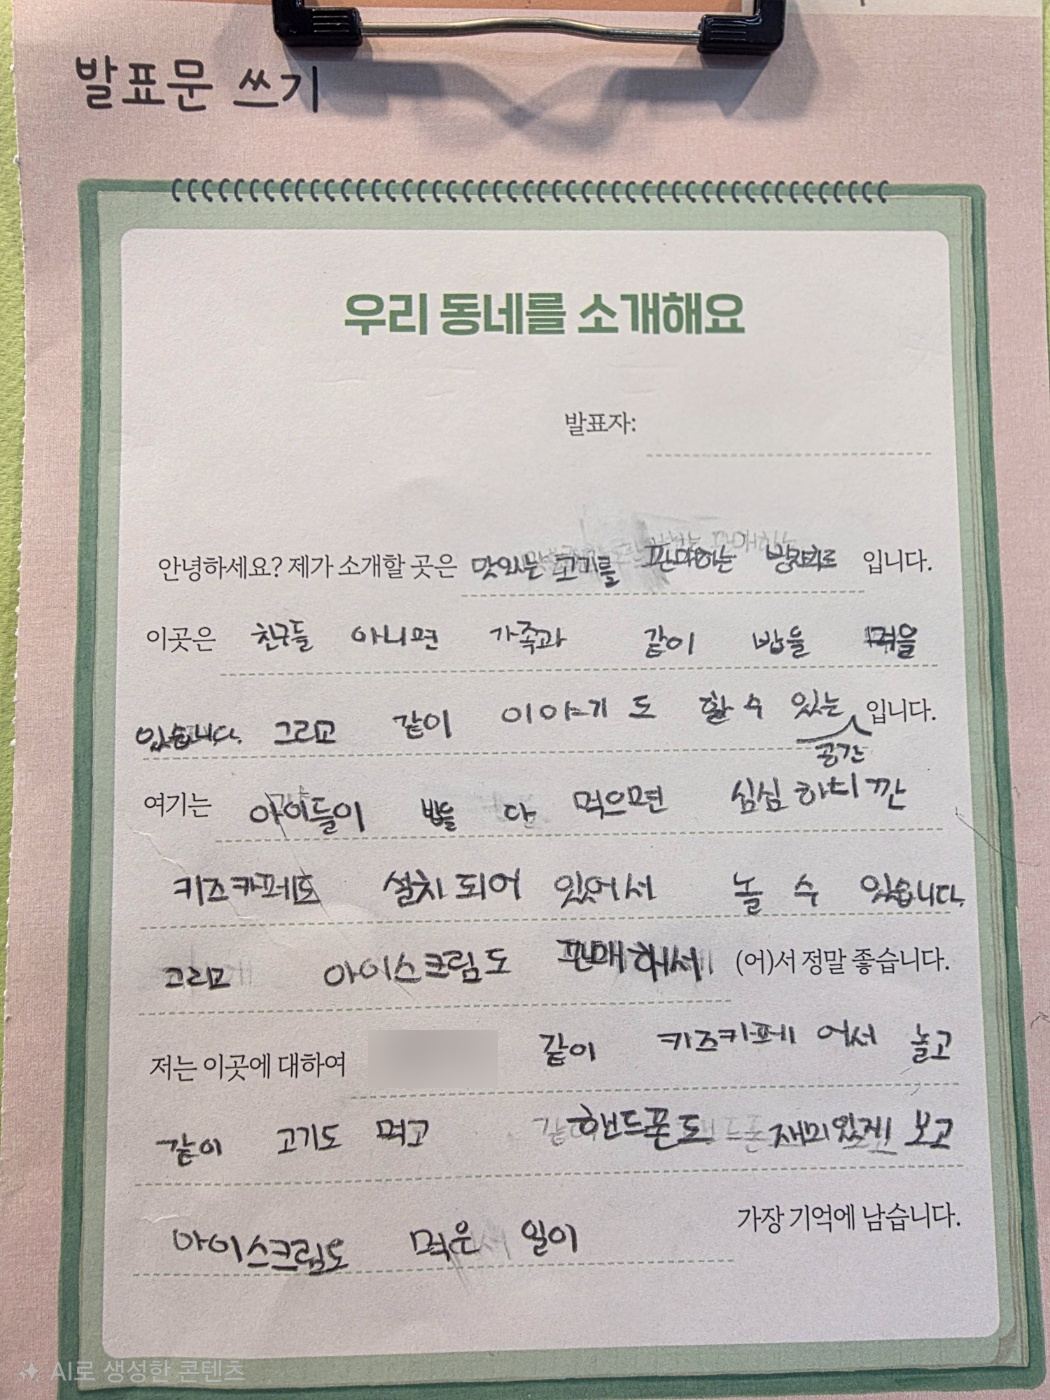 발표문 쓰기
우리 동네를 소개해요
발표자:
안녕하세요? 제가 소개할 곳은 맛있는 고기를 판매하는 입니다.
이곳은 친구들 아니면 가족과 같이 밥을 먹을
있습니다. 그리고 같이 이야기 도 할 수 있는 입니다.
공간
여기는 아이들이 밥을 다 먹으면 심심 하니깐
키즈카페도 설치 되어 있어서 놀 수 있습니다.
그리고 아이스크림도 판매해서 (어)서 정말 좋습니다.
저는 이곳에 대하여 같이 키즈카페 어서 놀고
같이 고기도 먹고 핸드폰도 재미있게 보고
아이스크림도 먹은 일이 가장 기억에 남습니다.
AI로 생성한 콘텐츠